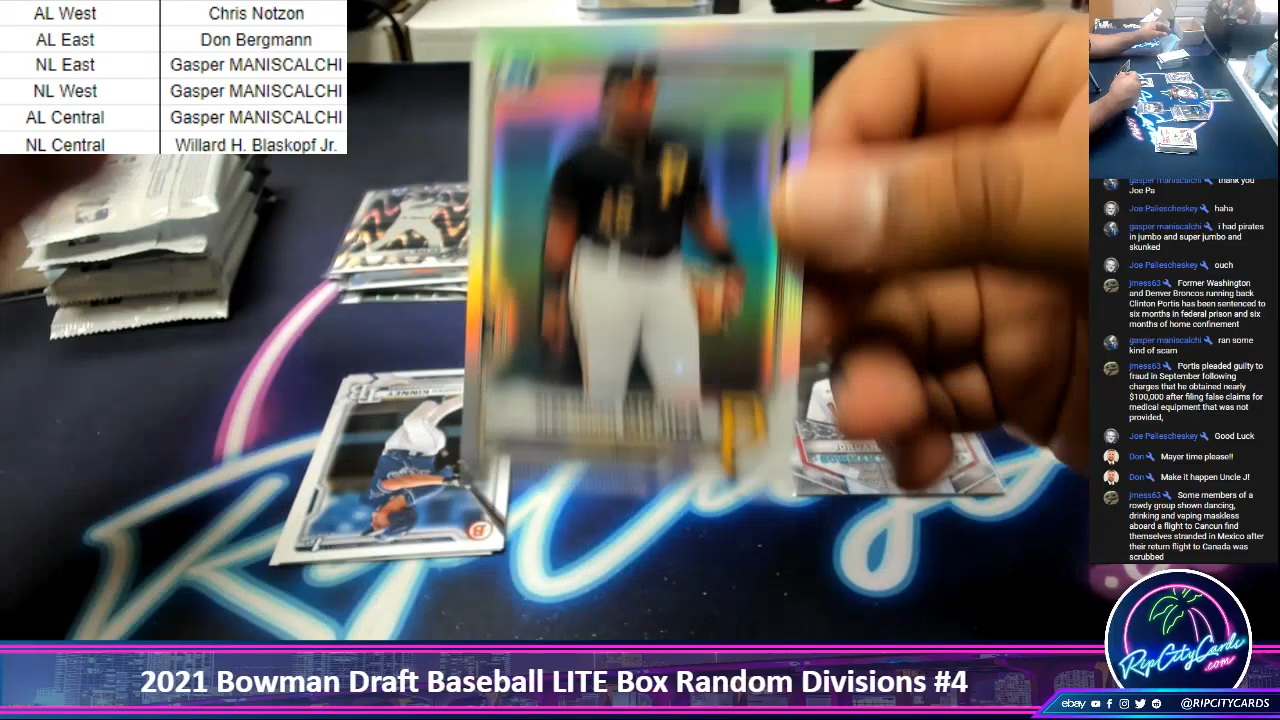 AL West Chris Notzon
AL East Don Bergmann
NL East Gasper MANISCALCHI
NL West Gasper MANISCALCHI
AL Central Gasper MANISCALCHI
NL Central Willard H. Blaskopf Jr.
gasper maniscalchi thank you
Joe Pa
Joe Paliescheskey haha
gasper maniscalchi i had pirates
in jumbo and super jumbo and
skunked
Joe Paliescheskey ouch
jmess63 Former Washington
and Denver Broncos running back
Clinton Portis has been sentenced to
six months in federal prison and six
months of home confinement
gasper maniscalchi ran some
kind of scam
jmess63 Portis pleaded guilty to
fraud in September following
charges that he obtained nearly
$100,000 after filing false claims for
medical equipment that was not
provided,
Joe Paliescheskey Good Luck
Don Mayer time please!!
Don Make it happen Uncle J!
jmess63 Some members of a
rowdy group shown dancing,
drinking and vaping maskless
aboard a flight to Cancun find
themselves stranded in Mexico after
their return flight to Canada was
scrubbed
KINNEY
B
BOWMAN
RipCityCards
.com
2021 Bowman Draft Baseball LITE Box Random Divisions #4
ebay @RIPCITYCARDS